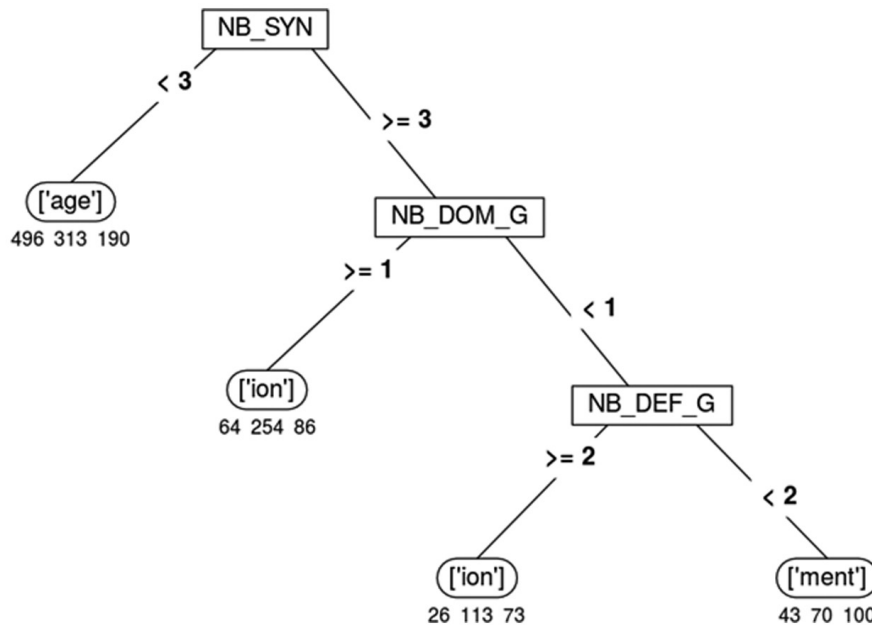 NB_SYN
< 3
>= 3
['age']
496 313 190
NB_DOM_G
>= 1
< 1
['ion']
64 254 86
NB_DEF_G
>= 2
< 2
['ion']
26 113 73
['ment']
43 70 100